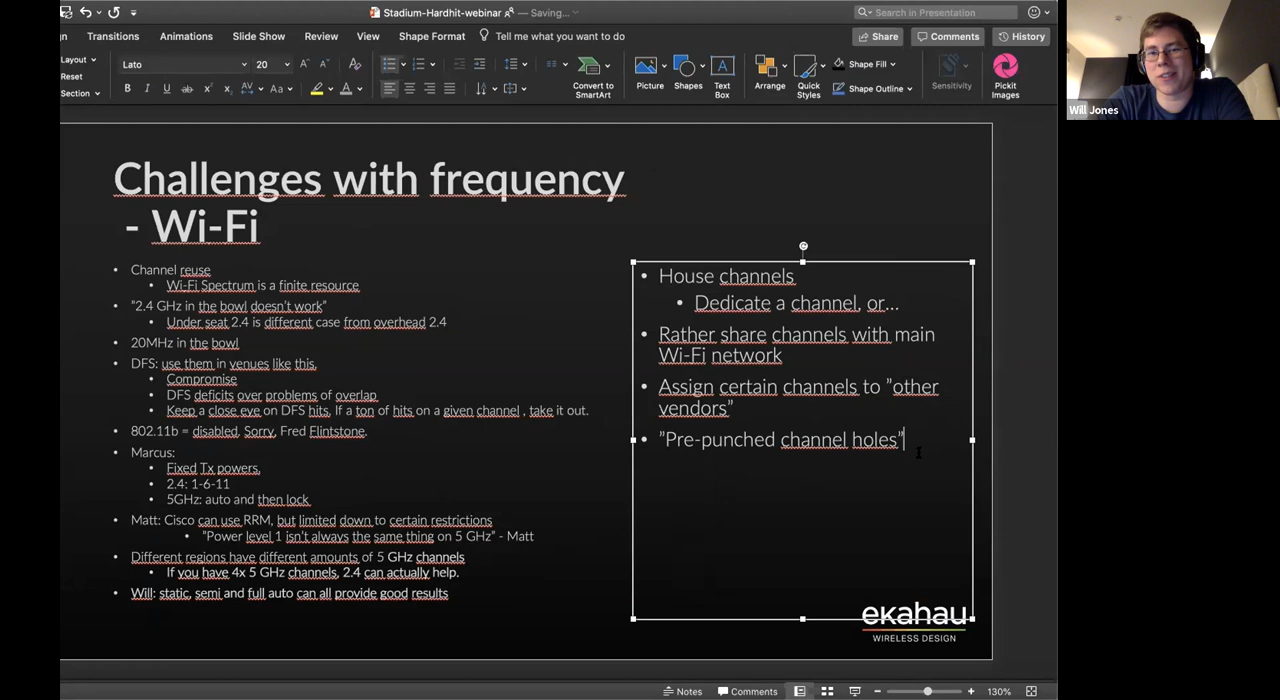 Stadium-Hardhit-webinar — Saving...
Search in Presentation
Transitions Animations Slide Show Review View Shape Format Tell me what you want to do
Share Comments History
Layout
Reset
Section
Lato 20
B I U ab x² x₂ AV Aa A
Convert to
SmartArt
Picture
Shapes
Text
Box
Arrange
Quick
Styles
Shape Fill
Shape Outline
Sensitivity
Pickit
Images
Will Jones
Challenges with frequency
- Wi-Fi
• Channel reuse
• Wi-Fi Spectrum is a finite resource
• ”2.4 GHz in the bowl doesn’t work”
• Under seat 2.4 is different case from overhead 2.4
• 20MHz in the bowl
• DFS: use them in venues like this,
• Compromise
• DFS deficits over problems of overlap
• Keep a close eye on DFS hits. If a ton of hits on a given channel , take it out.
• 802.11b = disabled. Sorry, Fred Flintstone.
• Marcus:
• Fixed Tx powers,
• 2.4: 1-6-11
• 5GHz: auto and then lock
• Matt: Cisco can use RRM, but limited down to certain restrictions
• ”Power level 1 isn’t always the same thing on 5 GHz” - Matt
• Different regions have different amounts of 5 GHz channels
• If you have 4x 5 GHz channels, 2.4 can actually help.
• Will: static, semi and full auto can all provide good results
• House channels
• Dedicate a channel, or...
• Rather share channels with main
Wi-Fi network
• Assign certain channels to ”other
vendors”
• ”Pre-punched channel holes”
ekahau
WIRELESS DESIGN
Notes Comments 130%